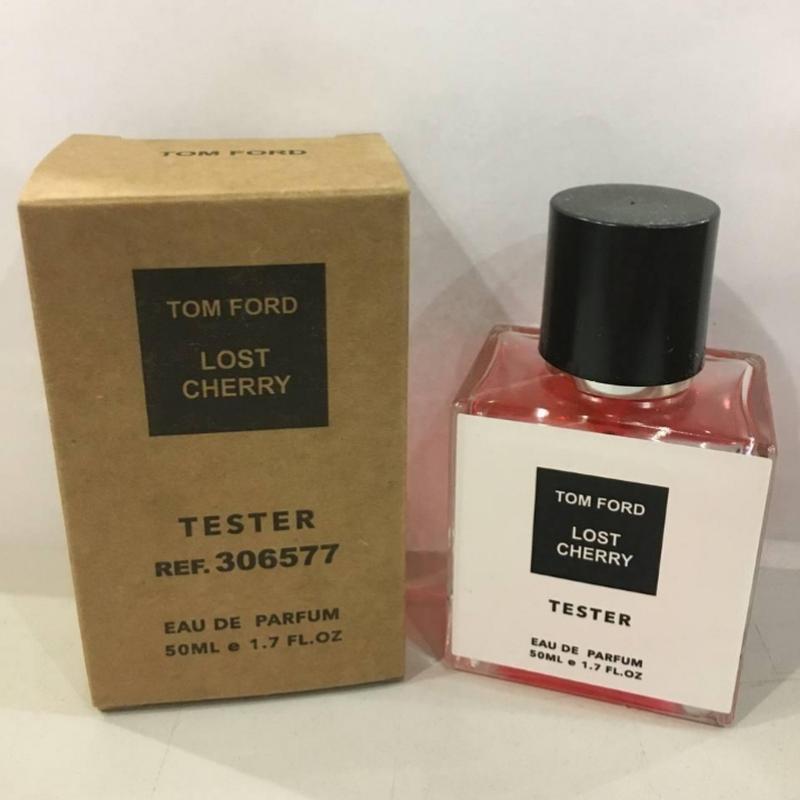 TOM FORD
TOM FORD
LOST
CHERRY
TESTER
REF. 306577
EAU DE PARFUM
50ML e 1.7 FL.OZ
TOM FORD
LOST
CHERRY
TESTER
EAU DE PARFUM
50ML e 1.7 FL.OZ